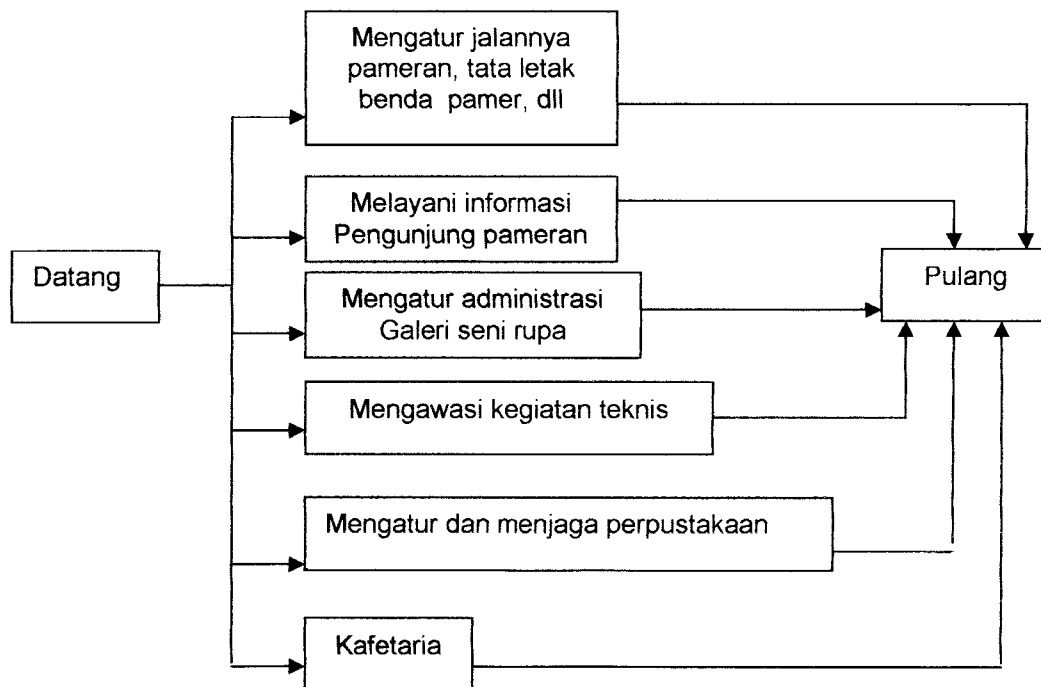 Mengatur jalannya
pameran, tata letak
benda pamer, dll
Melayani informasi
Pengunjung pameran
Datang
Pulang
Mengatur administrasi
Galeri seni rupa
Mengawasi kegiatan teknis
Mengatur dan menjaga perpustakaan
Kafetaria